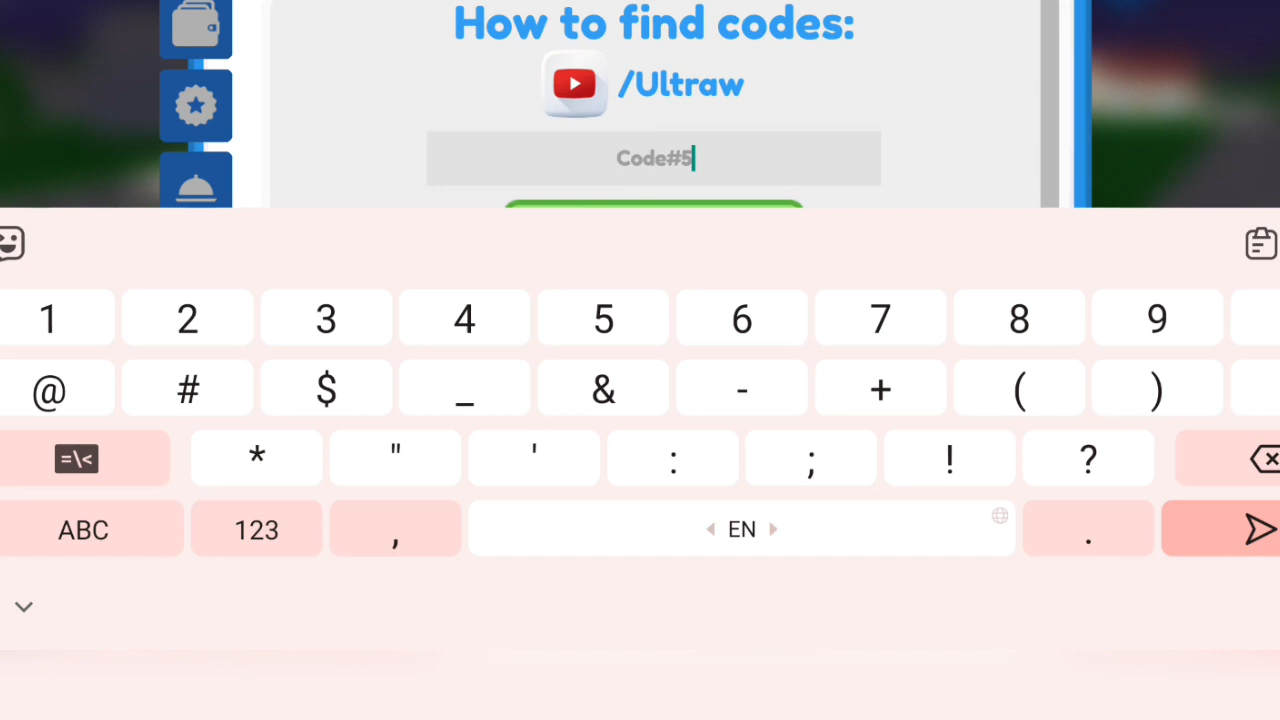 How to find codes:
/Ultraw
Code#5
1 2 3 4 5 6 7 8 9
@ # $ _ & - + ( )
=\< * " ' : ; ! ?
ABC 123 , EN .